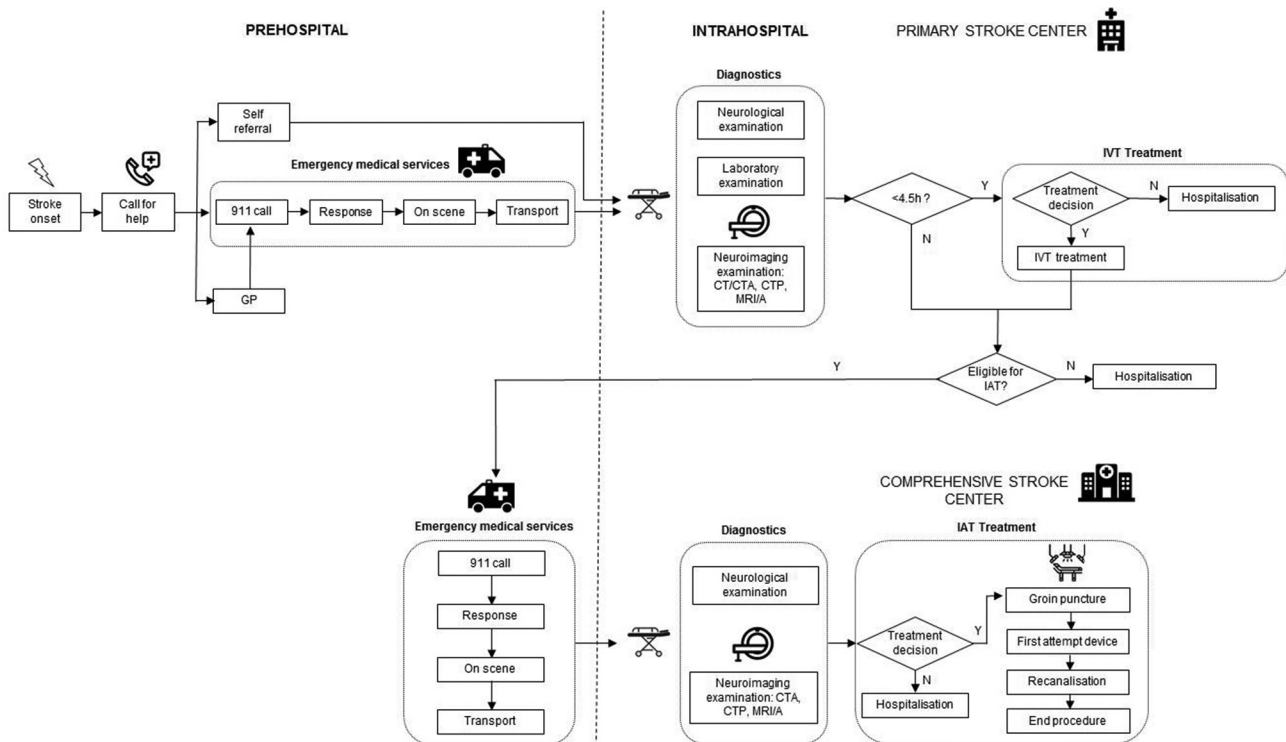 PREHOSPITAL
INTRAHOSPITAL
PRIMARY STROKE CENTER
Diagnostics
Self
referral
Neurological
examination
Emergency medical services
IVT Treatment
Laboratory
examination
Stroke
onset
Call for
help
911 call
Response
On scene
Transport
<4.5h ?
Y
Treatment
decision
N
Hospitalisation
N
Y
IVT treatment
Neuroimaging
examination:
CT/CTA, CTP,
MRI/A
GP
Y
Eligible for
IAT?
N
Hospitalisation
COMPREHENSIVE STROKE
CENTER
Emergency medical services
Diagnostics
IAT Treatment
911 call
Response
On scene
Transport
Neurological
examination
Neuroimaging
examination: CTA,
CTP, MRI/A
Treatment
decision
Y
N
Hospitalisation
Groin puncture
First attempt device
Recanalisation
End procedure